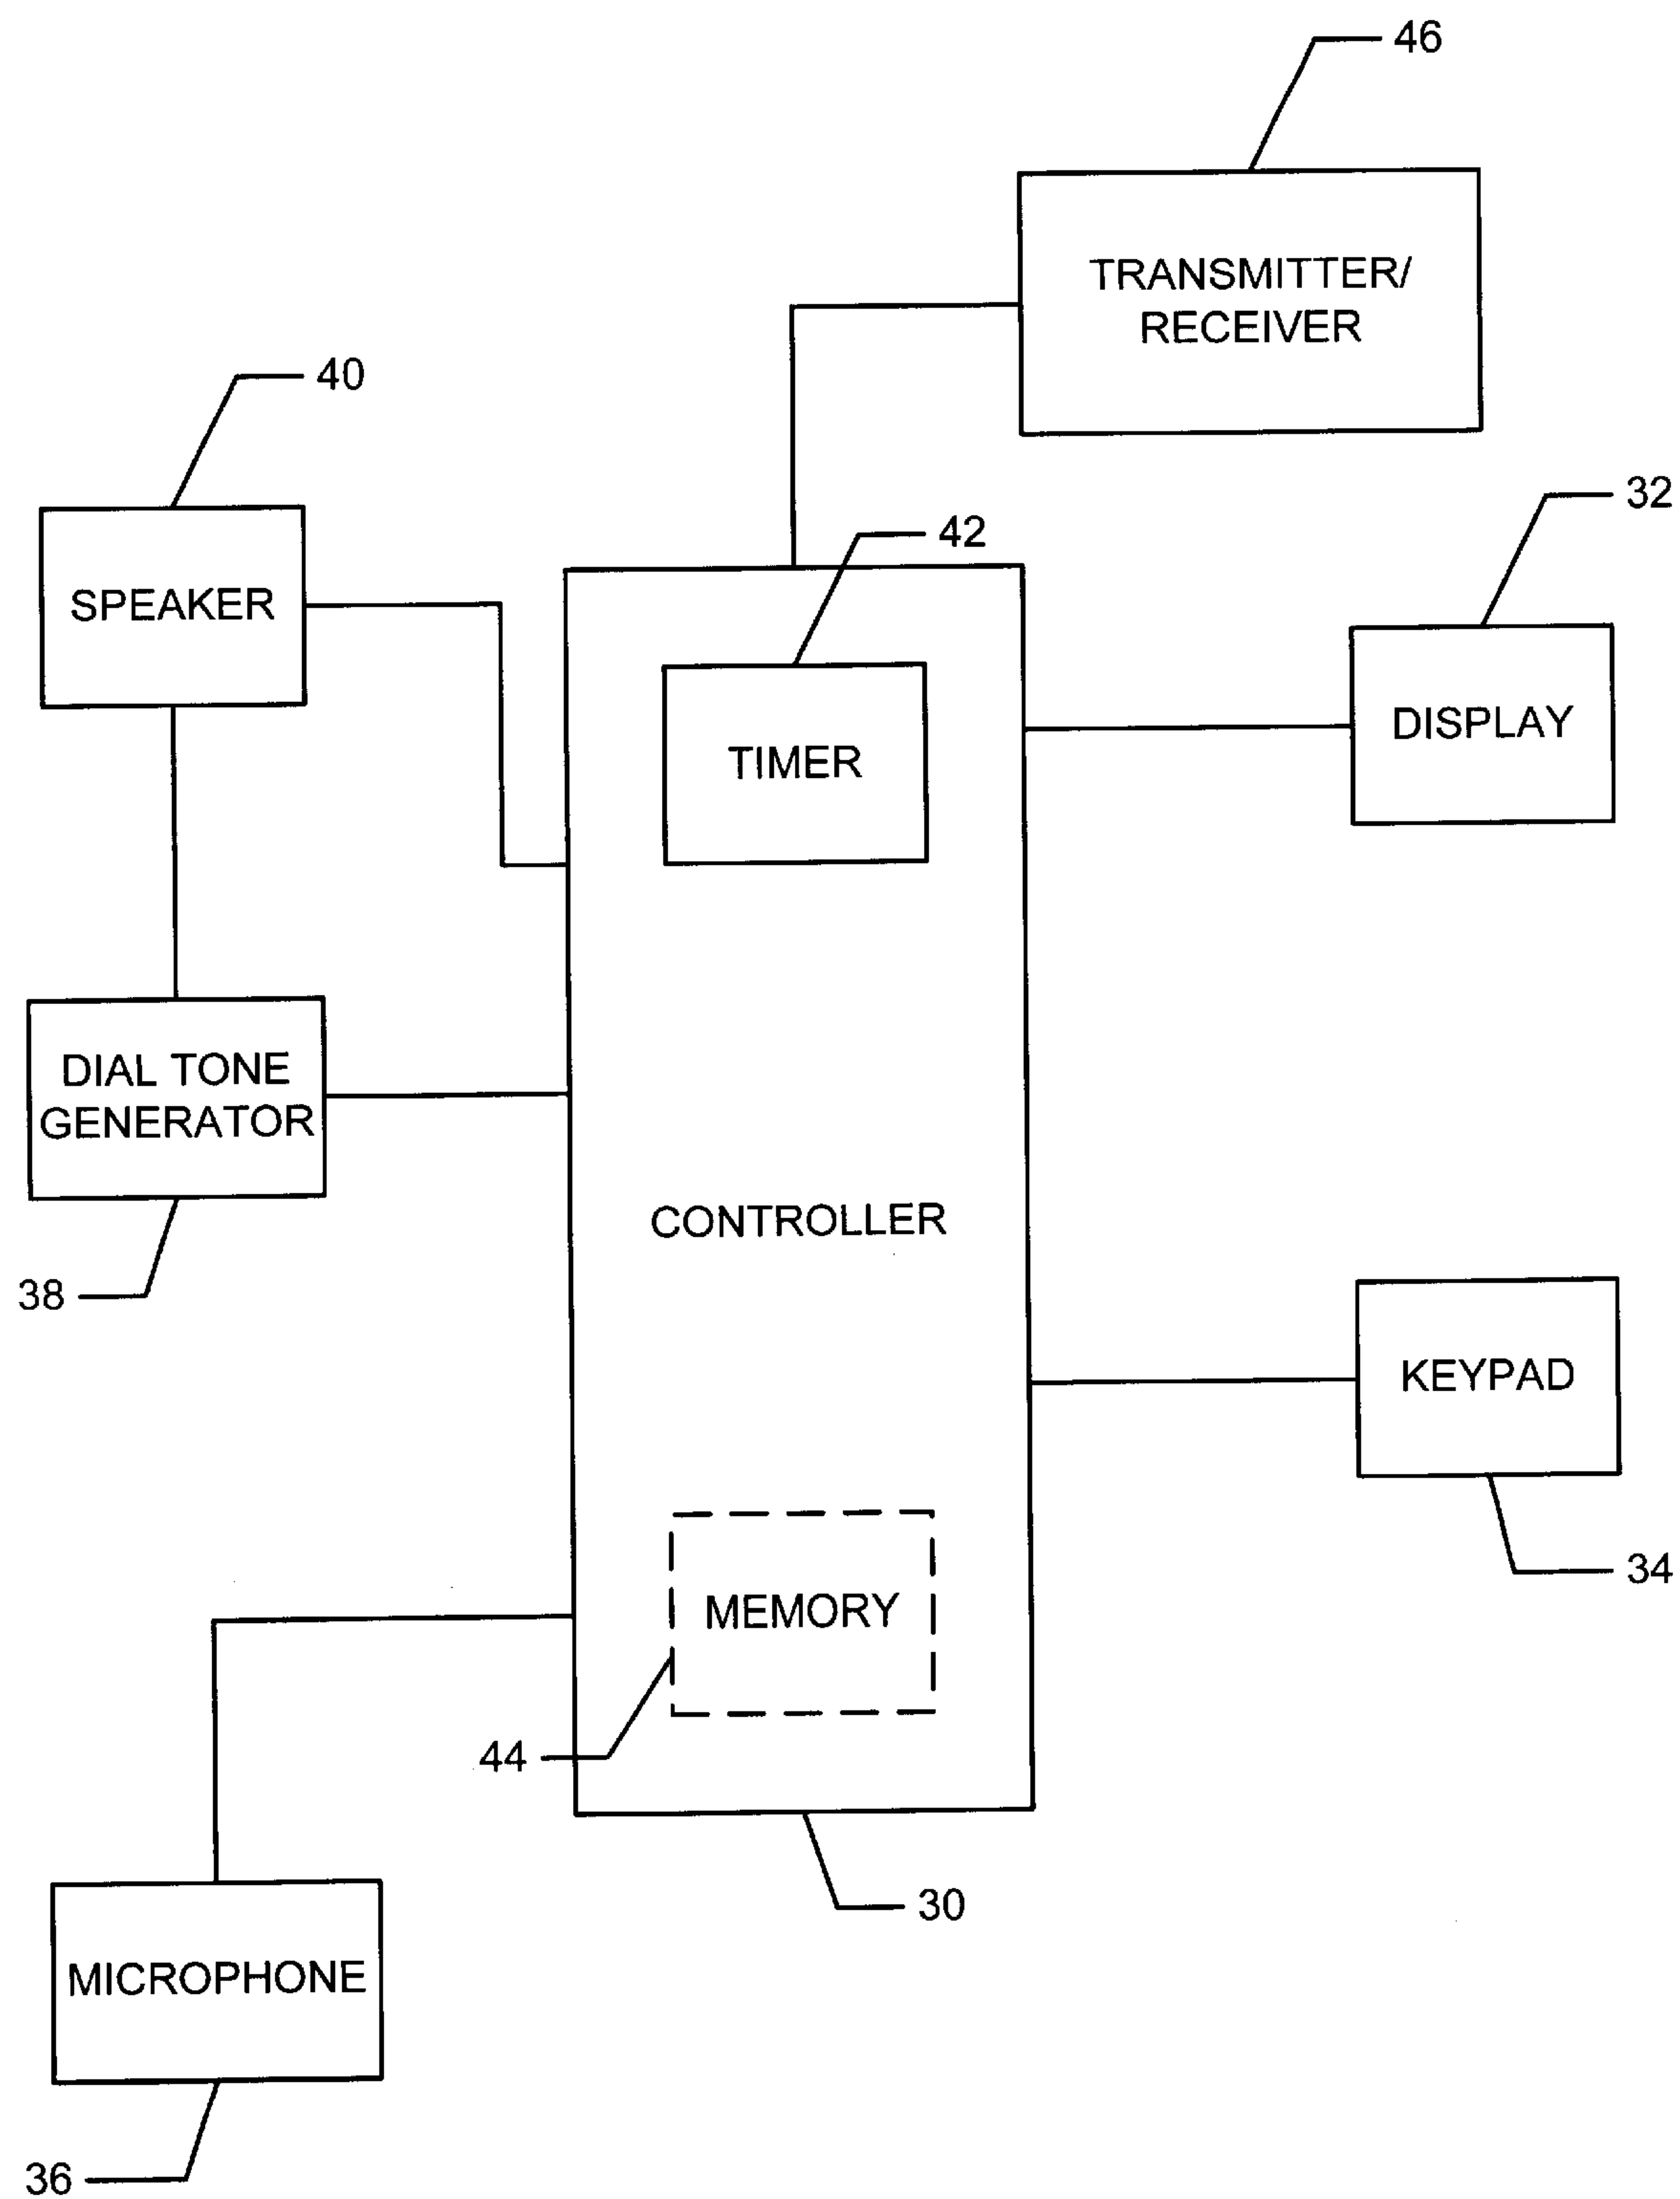 46
TRANSMITTER/
RECEIVER
40
32
42
SPEAKER
DISPLAY
TIMER
DIAL TONE
GENERATOR
CONTROLLER
38
KEYPAD
34
MEMORY
44
30
MICROPHONE
36